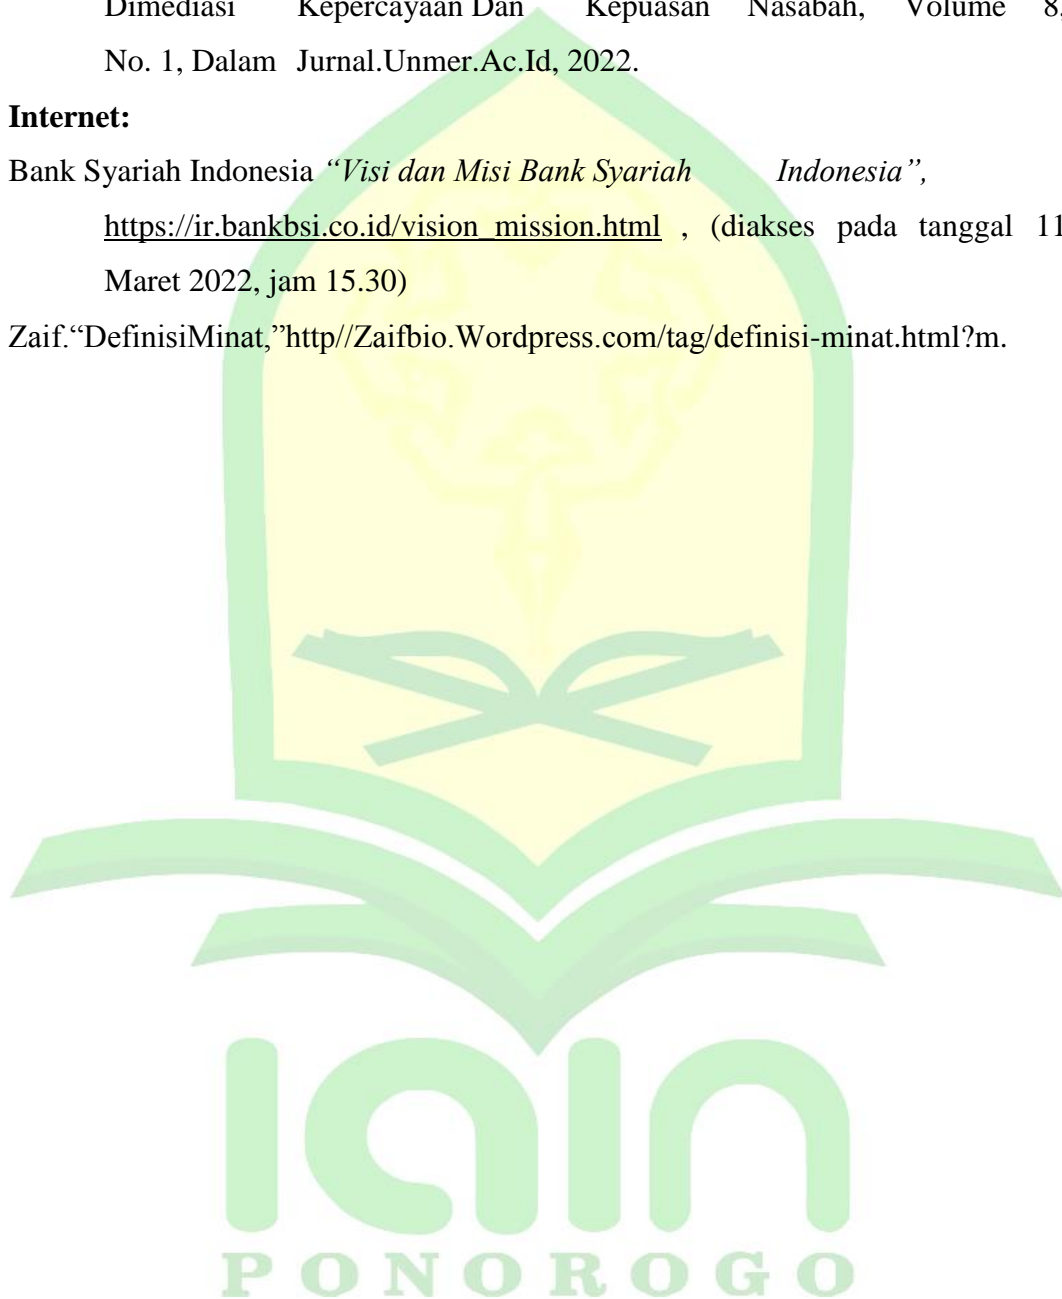 Dimediasi Kepercayaan Dan Kepuasan Nasabah, Volume 8,
No. 1, Dalam Jurnal.Unmer.Ac.Id, 2022.
Internet:
Bank Syariah Indonesia “Visi dan Misi Bank Syariah Indonesia”,
https://ir.bankbsi.co.id/vision_mission.html , (diakses pada tanggal 11
Maret 2022, jam 15.30)
Zaif.“DefinisiMinat,”http//Zaifbio.Wordpress.com/tag/definisi-minat.html?m.
iain
PONOROGO